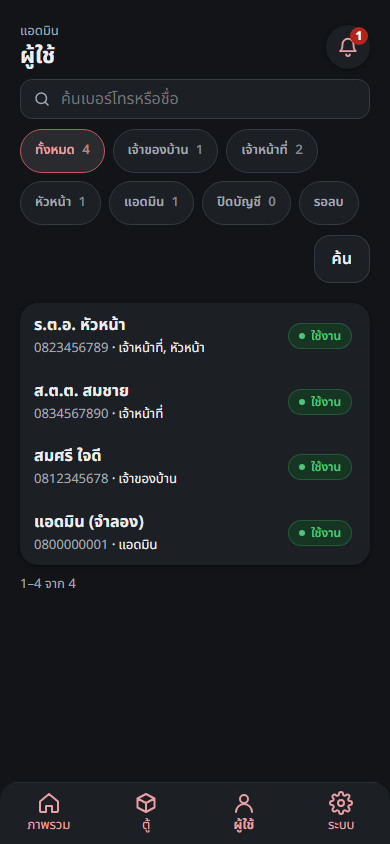 แอดมิน
ผู้ใช้
1
ค้นเบอร์โทรหรือชื่อ
ทั้งหมด 4
เจ้าของบ้าน 1
เจ้าหน้าที่ 2
หัวหน้า 1
แอดมิน 1
ปิดบัญชี 0
รอลบ
ค้น
ร.ต.อ. หัวหน้า
0823456789 · เจ้าหน้าที่, หัวหน้า
ใช้งาน
ส.ต.ต. สมชาย
0834567890 · เจ้าหน้าที่
ใช้งาน
สมศรี ใจดี
0812345678 · เจ้าของบ้าน
ใช้งาน
แอดมิน (จำลอง)
0800000001 · แอดมิน
ใช้งาน
1–4 จาก 4
ภาพรวม
ตู้
ผู้ใช้
ระบบ